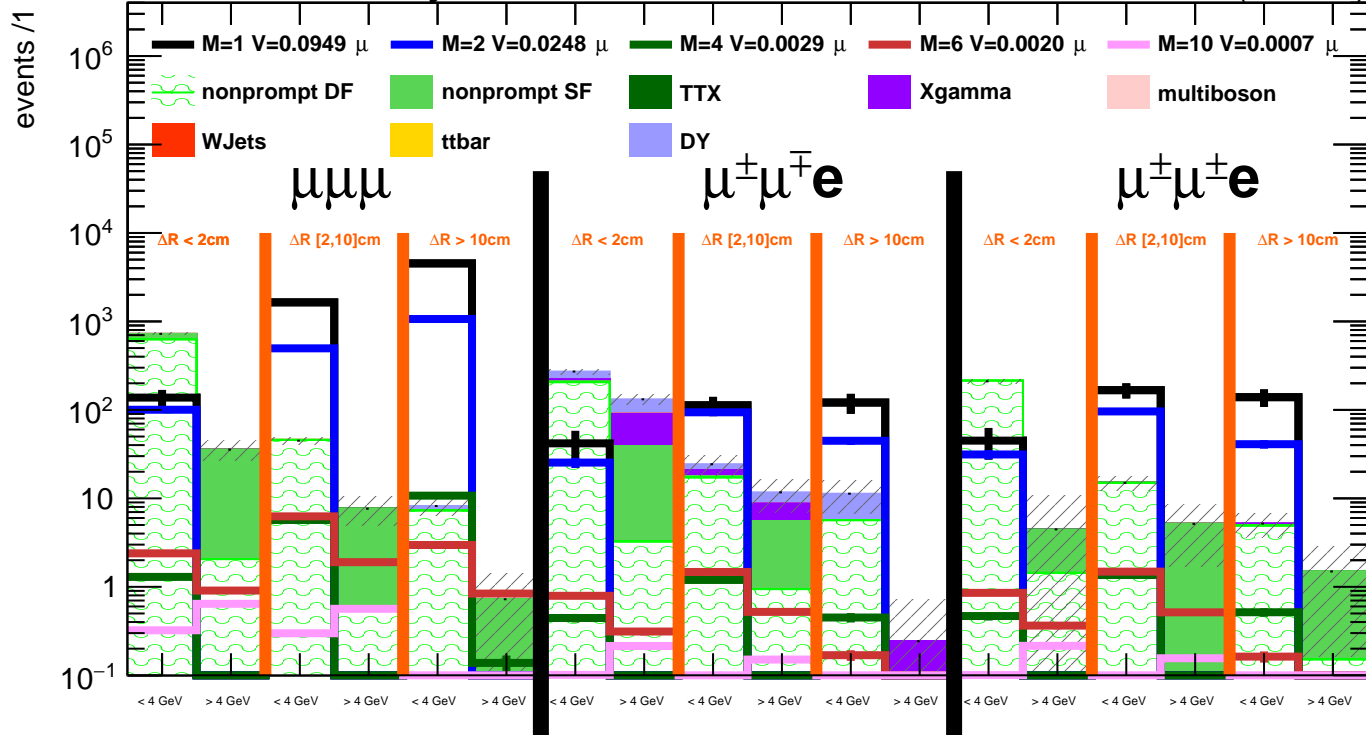 events /1
M=1 V=0.0949 μ M=2 V=0.0248 μ M=4 V=0.0029 μ M=6 V=0.0020 μ M=10 V=0.0007 μ
nonprompt DF nonprompt SF TTX Xgamma multiboson
WJets ttbar DY
μμμ μ±μ∓e μ±μ±e
ΔR < 2cm ΔR [2,10]cm ΔR > 10cm ΔR < 2cm ΔR [2,10]cm ΔR > 10cm ΔR < 2cm ΔR [2,10]cm ΔR > 10cm
10⁶
10⁵
10⁴
10³
10²
10
1
10⁻¹
< 4 GeV > 4 GeV < 4 GeV > 4 GeV < 4 GeV > 4 GeV < 4 GeV > 4 GeV < 4 GeV > 4 GeV < 4 GeV > 4 GeV < 4 GeV > 4 GeV < 4 GeV > 4 GeV < 4 GeV > 4 GeV